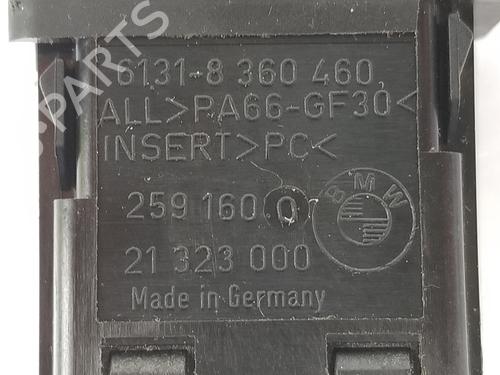 PARTS
6131-8 360 460
ALL>PA66-GF30<
INSERT>PC<
259 160 0
BMW
21 323 000
Made in Germany